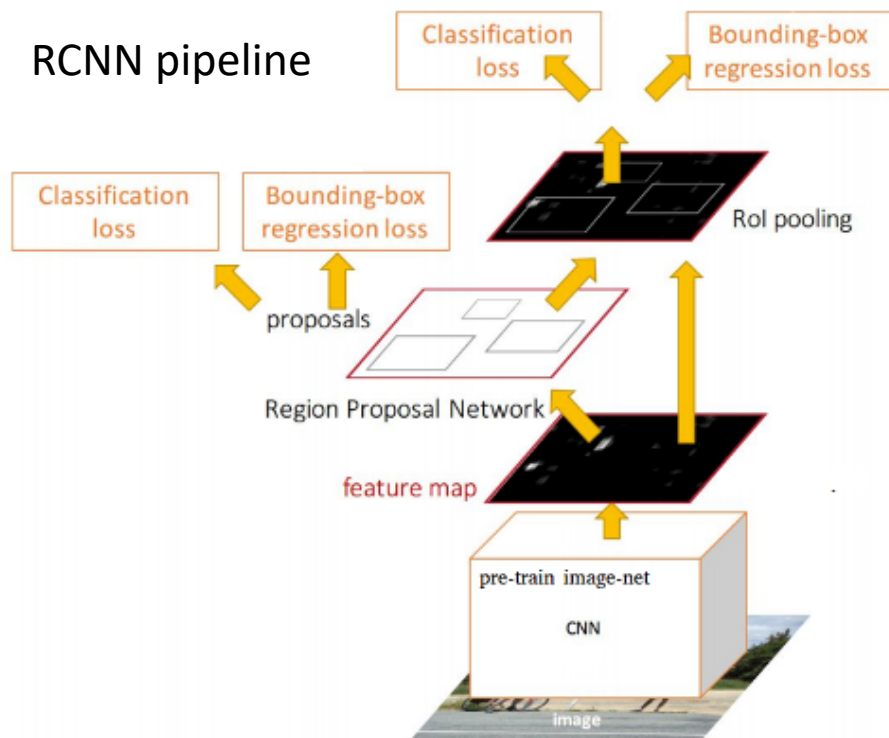 RCNN pipeline
Classification
loss
Bounding-box
regression loss
Classification
loss
Bounding-box
regression loss
RoI pooling
proposals
Region Proposal Network
feature map
pre-train image-net
CNN
image